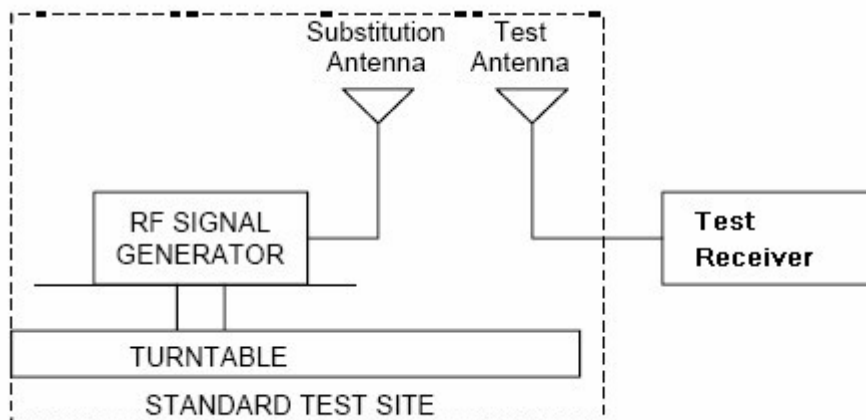 Substitution
Antenna
Test
Antenna
RF SIGNAL
GENERATOR
Test
Receiver
TURNTABLE
STANDARD TEST SITE